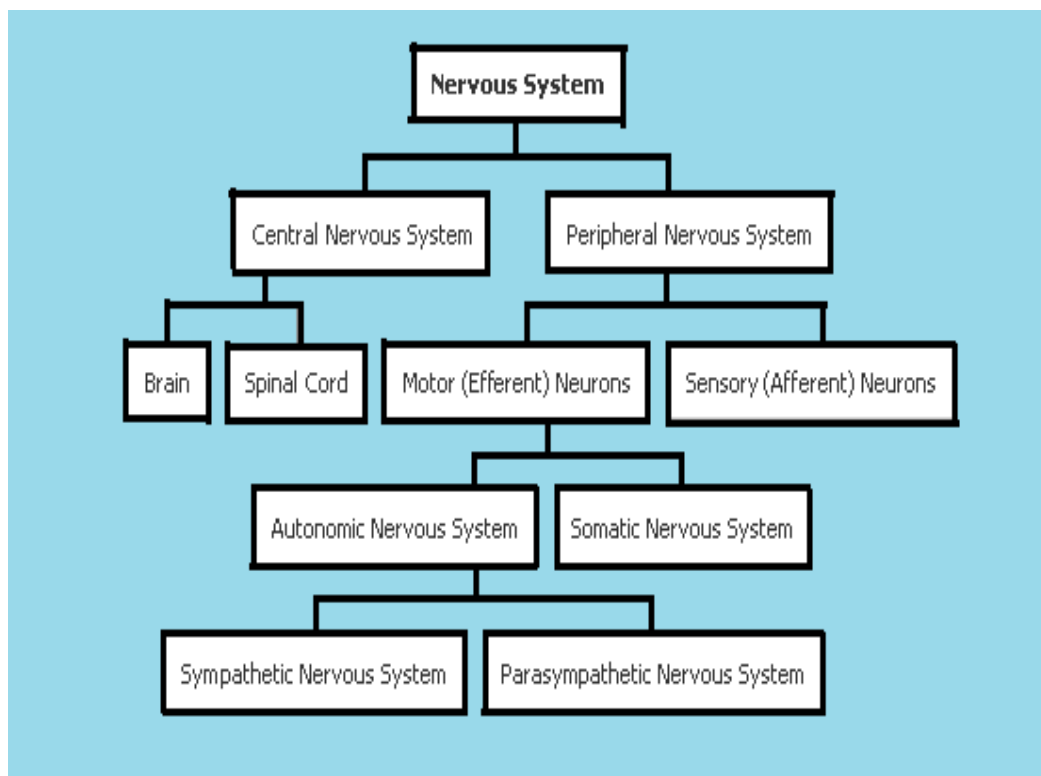 Nervous System
Central Nervous System
Peripheral Nervous System
Brain
Spinal Cord
Motor (Efferent) Neurons
Sensory (Afferent) Neurons
Autonomic Nervous System
Somatic Nervous System
Sympathetic Nervous System
Parasympathetic Nervous System